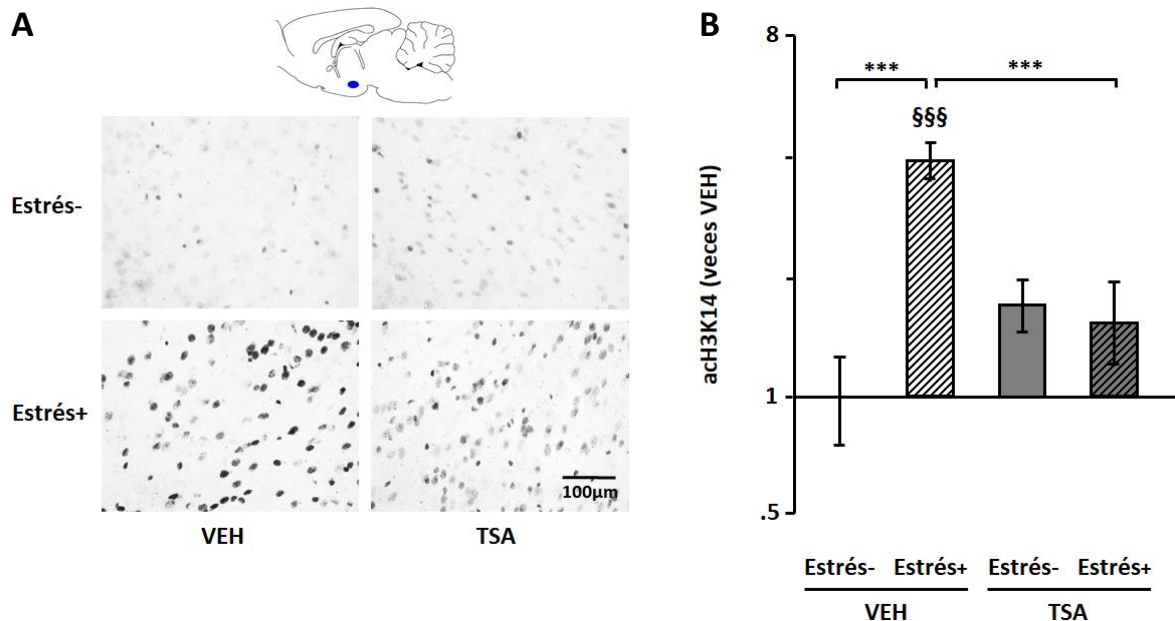 A
Estrés-
Estrés+
100µm
VEH
TSA
B
acH3K14 (veces VEH)
8
1
.5
***
***
§§§
Estrés-
Estrés+
Estrés-
Estrés+
VEH
TSA